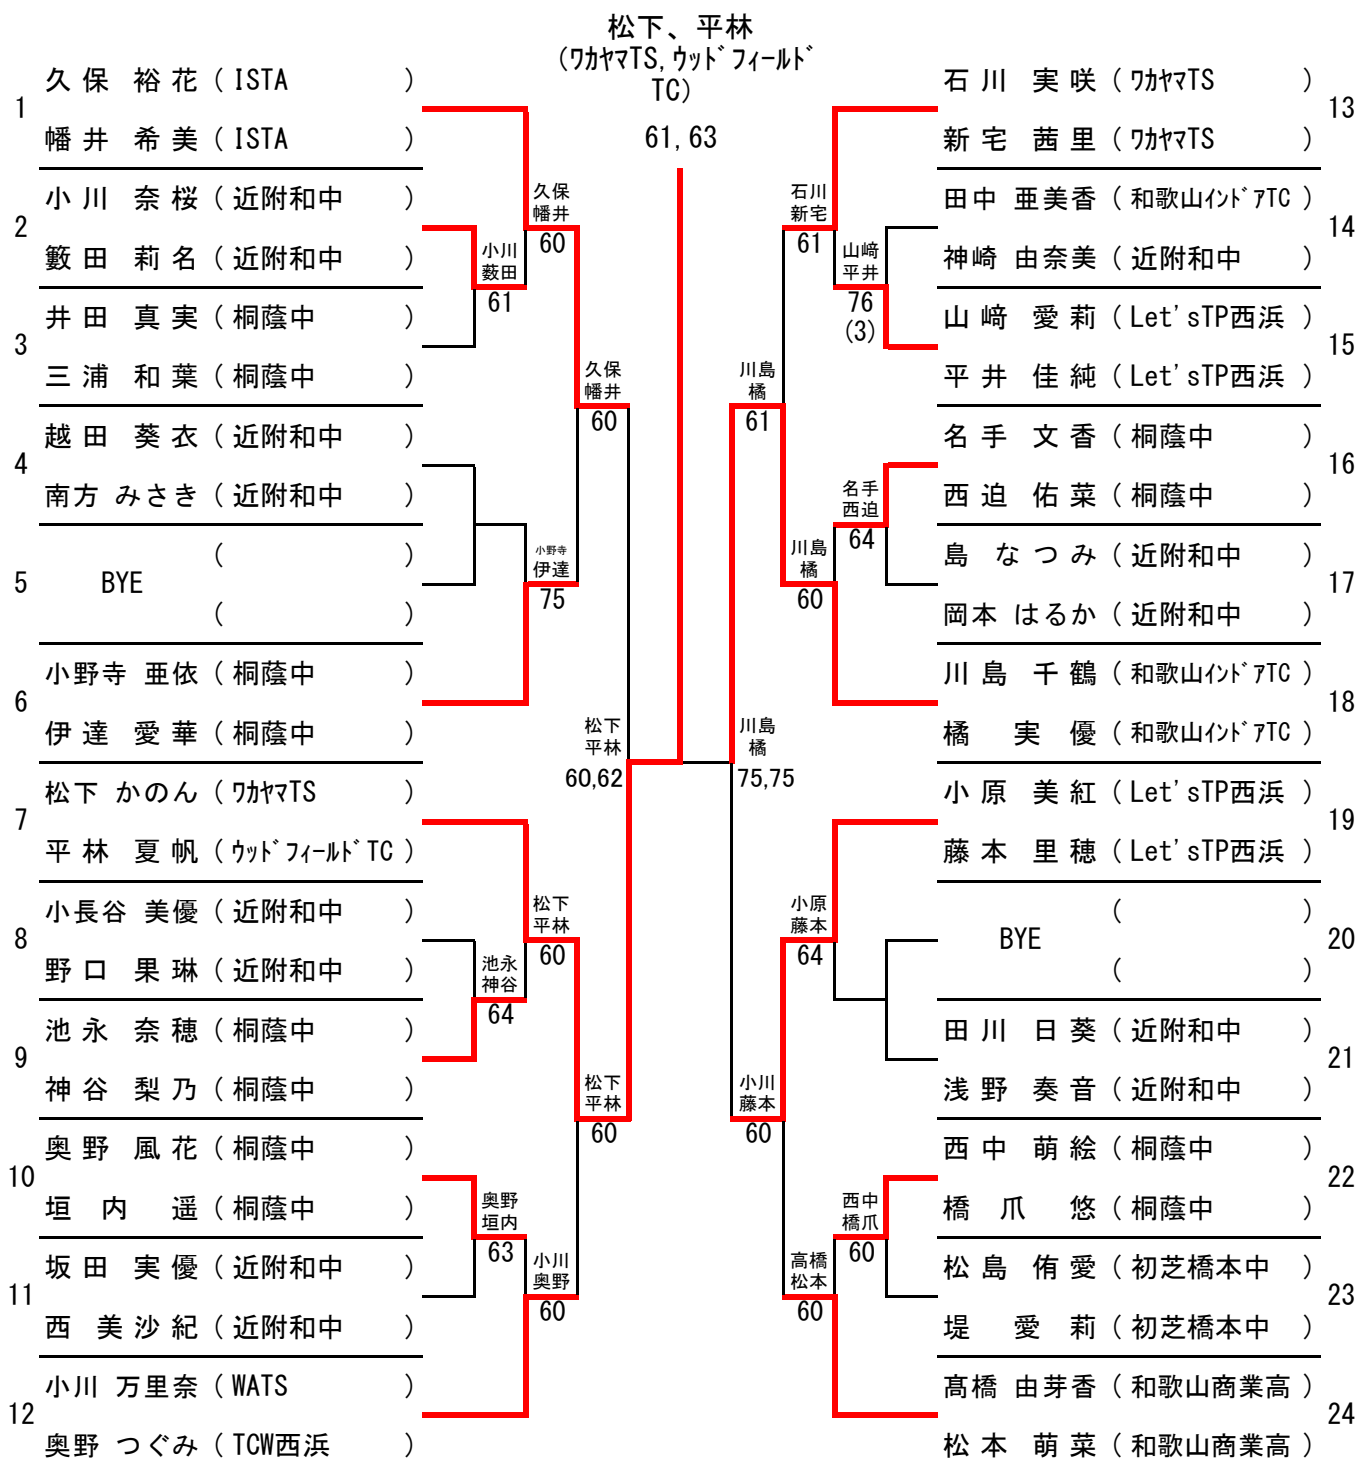 松下、平林
(ワカヤマTS,ウッドフィールド
TC)
61,63
1
久保 裕花 ( ISTA )
幡井 希美 ( ISTA )
2
小川 奈桜 ( 近附和中 )
籔田 莉名 ( 近附和中 )
3
井田 真実 ( 桐蔭中 )
三浦 和葉 ( 桐蔭中 )
4
越田 葵衣 ( 近附和中 )
南方 みさき ( 近附和中 )
5
BYE
( )
( )
6
小野寺 亜依 ( 桐蔭中 )
伊達 愛華 ( 桐蔭中 )
7
松下 かのん ( ワカヤマTS )
平林 夏帆 ( ウッドフィールドTC )
8
小長谷 美優 ( 近附和中 )
野口 果琳 ( 近附和中 )
9
池永 奈穂 ( 桐蔭中 )
神谷 梨乃 ( 桐蔭中 )
10
奥野 風花 ( 桐蔭中 )
垣内 遥 ( 桐蔭中 )
11
坂田 実優 ( 近附和中 )
西 美沙紀 ( 近附和中 )
12
小川 万里奈 ( WATS )
奥野 つぐみ ( TCW西浜 )
小川
薮田
61
池永
神谷
64
奥野
垣内
63
久保
幡井
60
小野寺
伊達
75
松下
平林
60
小川
奥野
60
久保
幡井
60
松下
平林
60
松下
平林
60,62
川島
橘
75,75
川島
橘
61
小川
藤本
60
石川
新宅
61
川島
橘
60
小原
藤本
64
高橋
松本
60
山﨑
平井
76
(3)
名手
西迫
64
西中
橋爪
60
石川 実咲 ( ワカヤマTS )
新宅 茜里 ( ワカヤマTS )
13
田中 亜美香 ( 和歌山インドアTC )
神崎 由奈美 ( 近附和中 )
14
山﨑 愛莉 ( Let'sTP西浜 )
平井 佳純 ( Let'sTP西浜 )
15
名手 文香 ( 桐蔭中 )
西迫 佑菜 ( 桐蔭中 )
16
島 なつみ ( 近附和中 )
岡本 はるか ( 近附和中 )
17
川島 千鶴 ( 和歌山インドアTC )
橘 実優 ( 和歌山インドアTC )
18
小原 美紅 ( Let'sTP西浜 )
藤本 里穂 ( Let'sTP西浜 )
19
BYE
( )
( )
20
田川 日葵 ( 近附和中 )
浅野 奏音 ( 近附和中 )
21
西中 萌絵 ( 桐蔭中 )
橋爪 悠 ( 桐蔭中 )
22
松島 侑愛 ( 初芝橋本中 )
堤 愛莉 ( 初芝橋本中 )
23
髙橋 由芽香 ( 和歌山商業高 )
松本 萌菜 ( 和歌山商業高 )
24